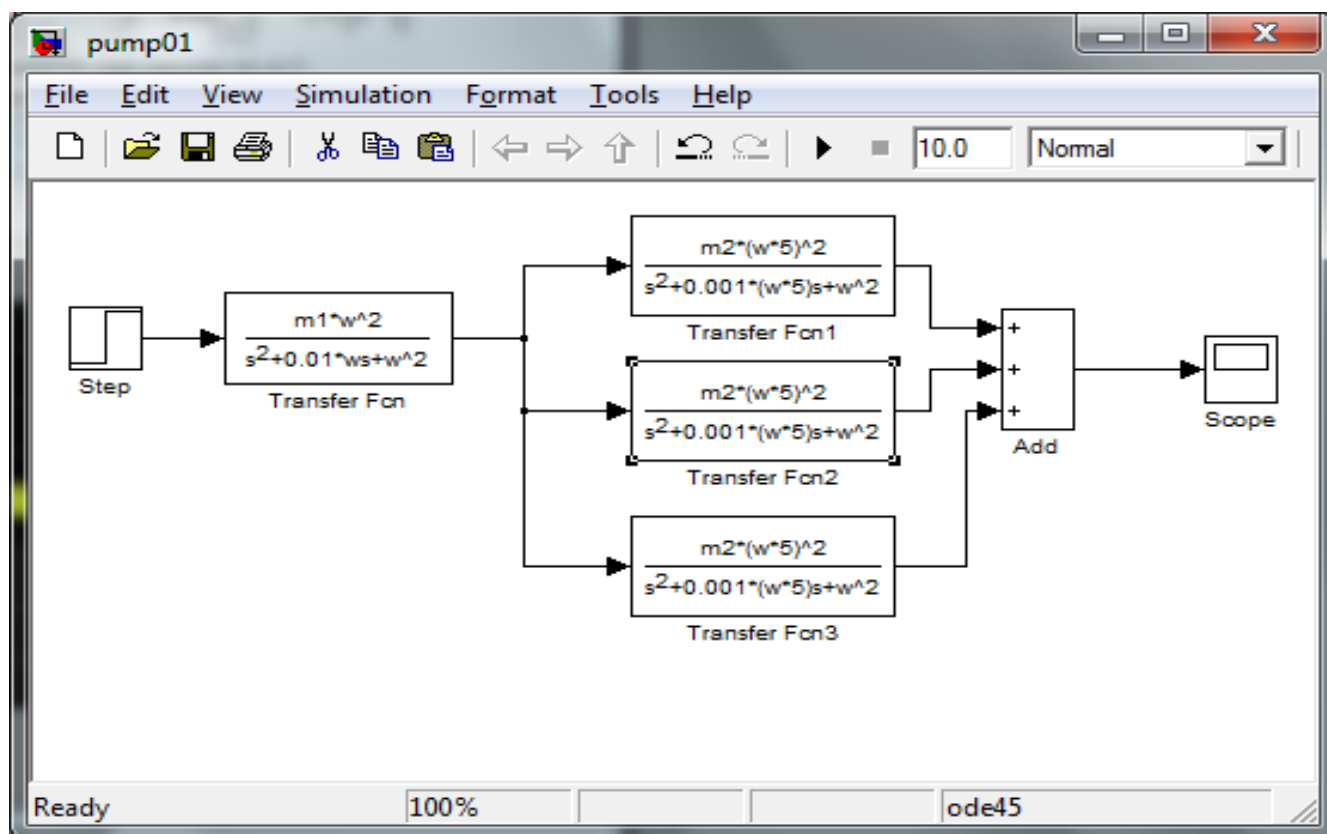 pump01
File Edit View Simulation Format Tools Help
10.0 Normal
m2*(w*5)^2
s2+0.001*(w*5)s+w^2
Transfer Fcn1
Step
m1*w^2
s2+0.01*ws+w^2
Transfer Fcn
m2*(w*5)^2
s2+0.001*(w*5)s+w^2
Transfer Fcn2
m2*(w*5)^2
s2+0.001*(w*5)s+w^2
Transfer Fcn3
+
+
+
Add
Scope
Ready 100% ode45